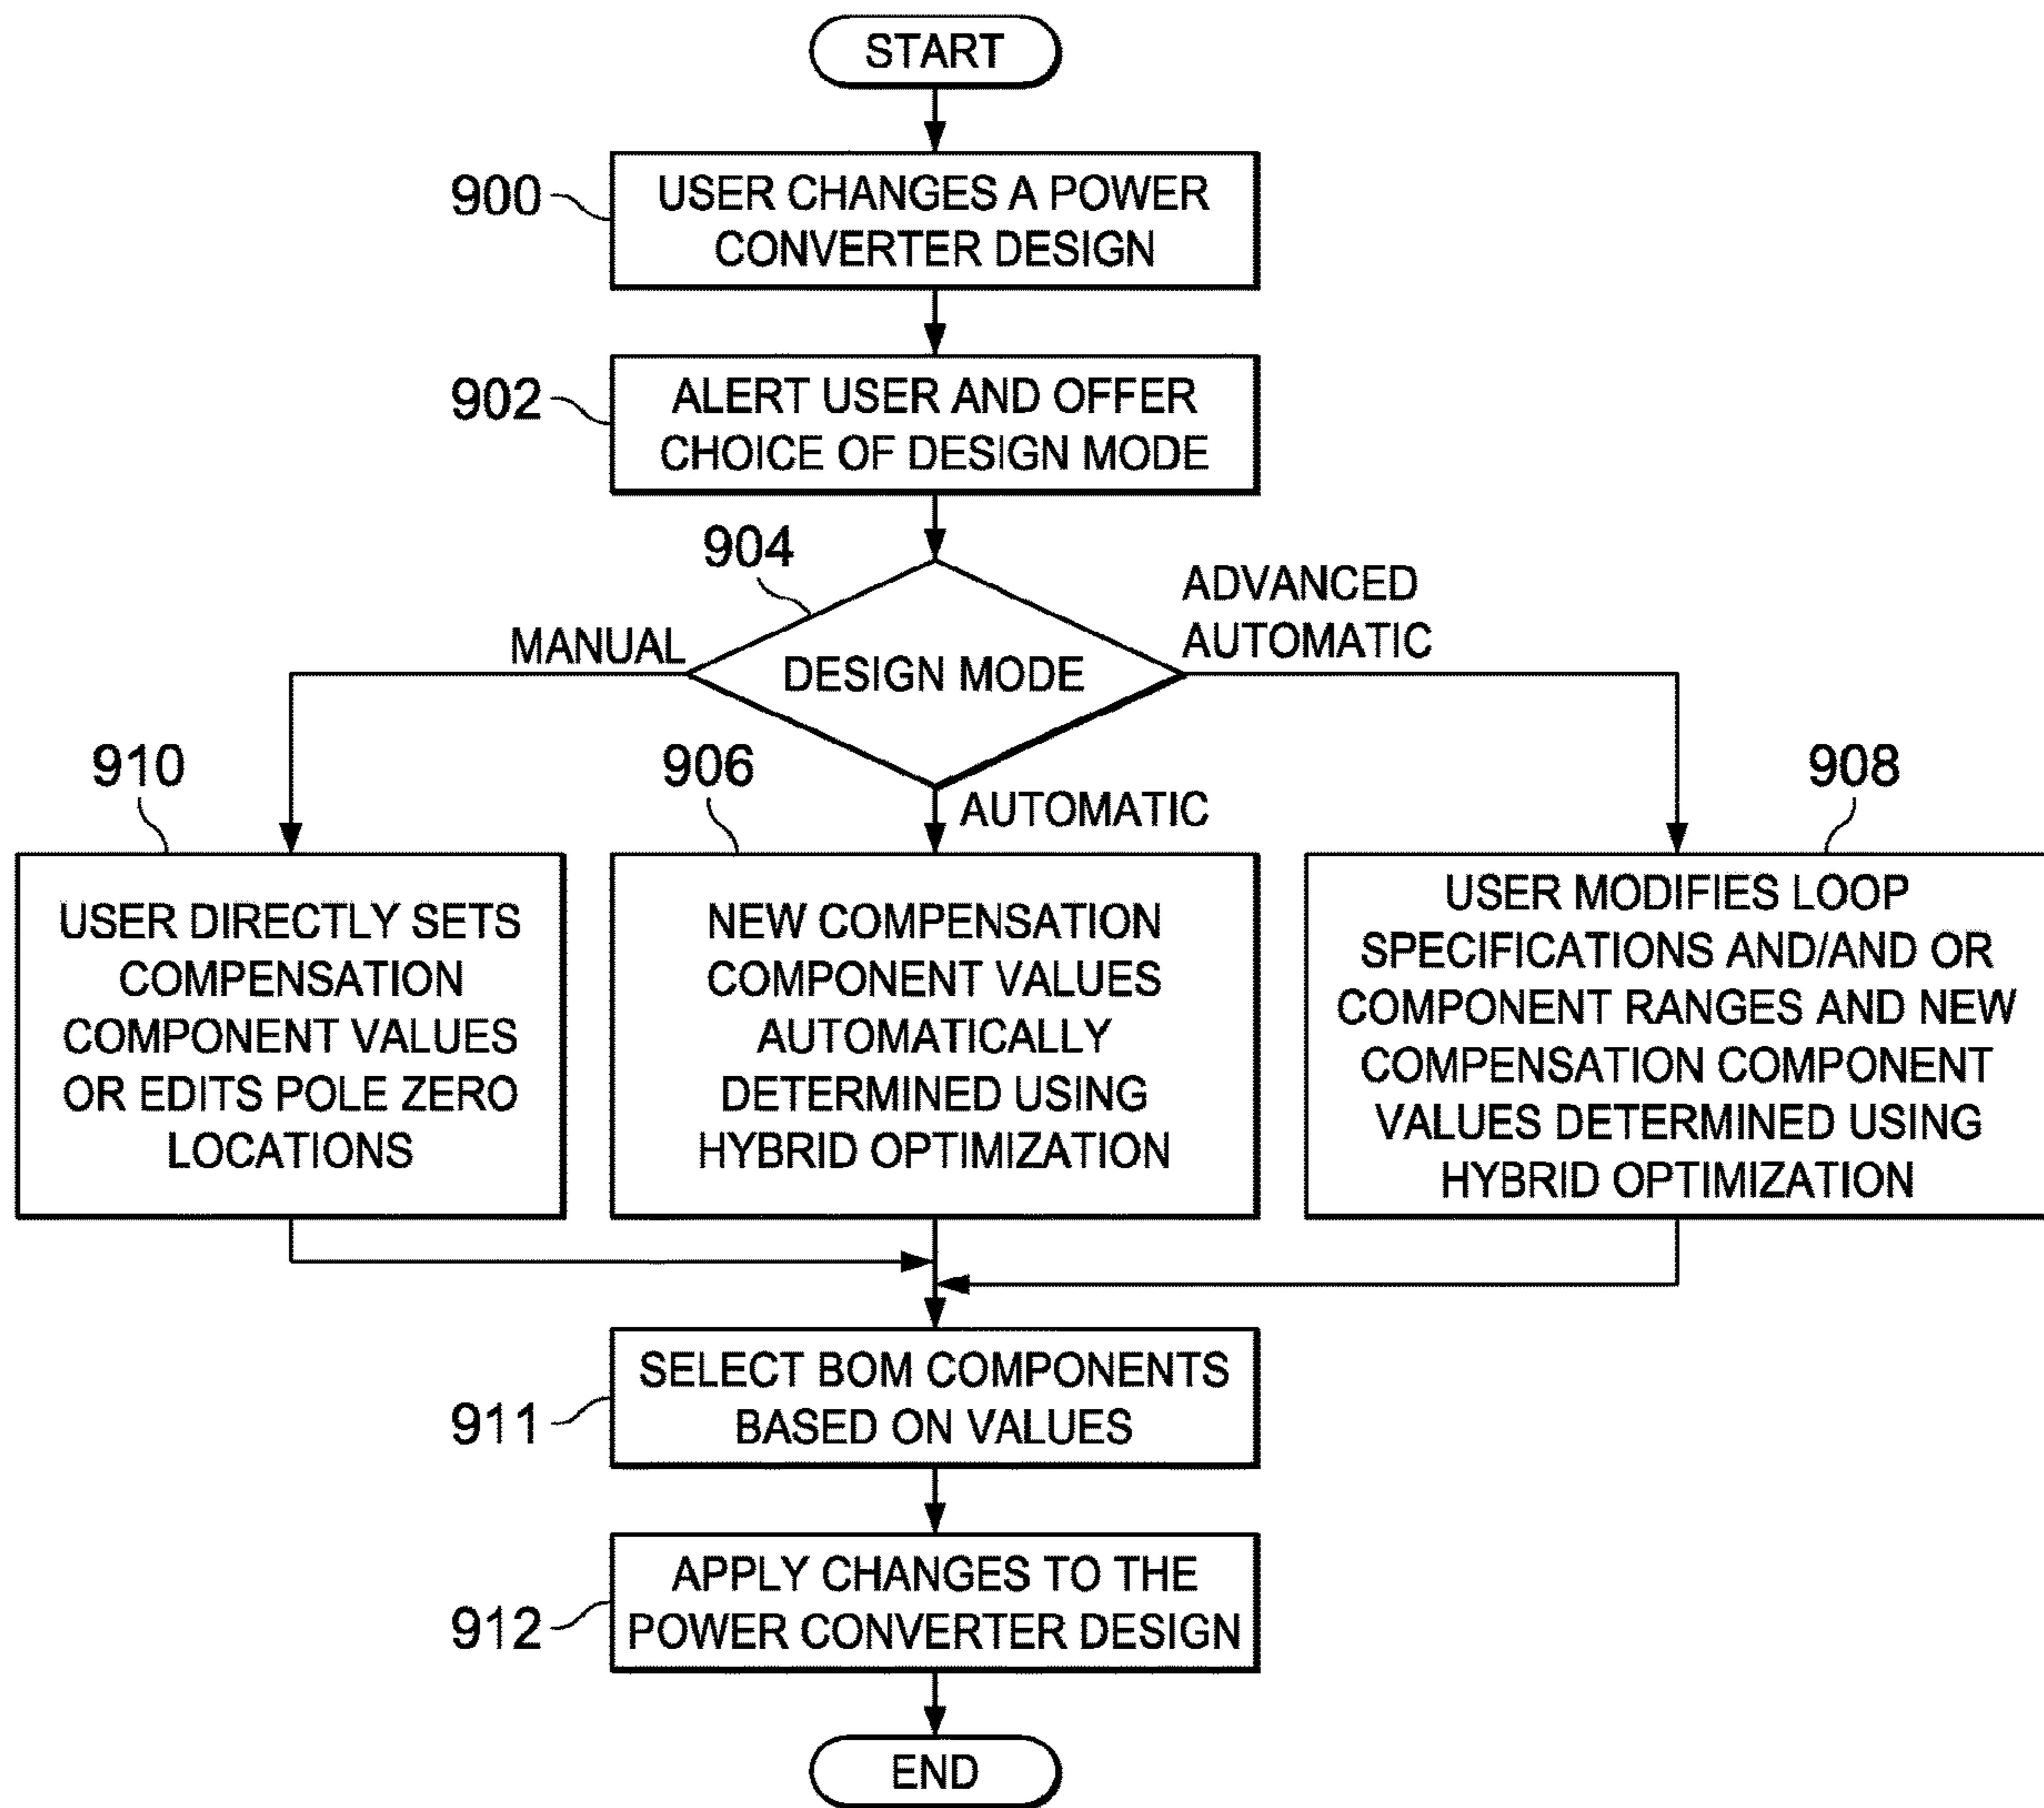 START
900
USER CHANGES A POWER
CONVERTER DESIGN
902
ALERT USER AND OFFER
CHOICE OF DESIGN MODE
904
DESIGN MODE
MANUAL
ADVANCED
AUTOMATIC
AUTOMATIC
910
USER DIRECTLY SETS
COMPENSATION
COMPONENT VALUES
OR EDITS POLE ZERO
LOCATIONS
906
NEW COMPENSATION
COMPONENT VALUES
AUTOMATICALLY
DETERMINED USING
HYBRID OPTIMIZATION
908
USER MODIFIES LOOP
SPECIFICATIONS AND/AND OR
COMPONENT RANGES AND NEW
COMPENSATION COMPONENT
VALUES DETERMINED USING
HYBRID OPTIMIZATION
911
SELECT BOM COMPONENTS
BASED ON VALUES
912
APPLY CHANGES TO THE
POWER CONVERTER DESIGN
END